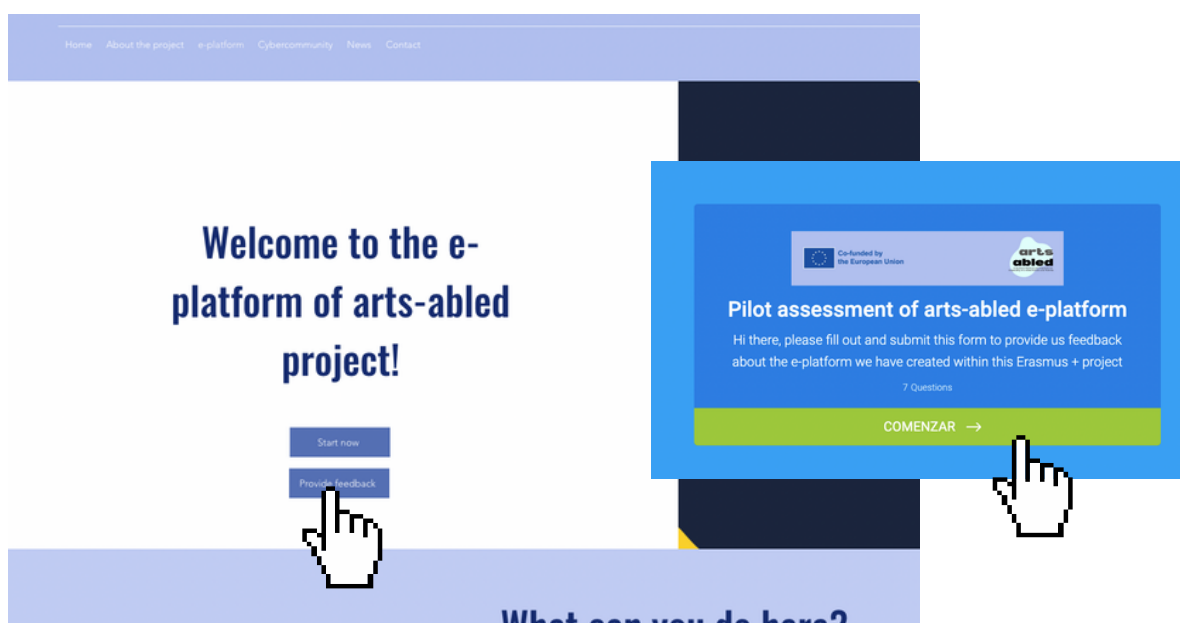 Home About the project e-platform Cybercommunity News Contact
Welcome to the e-
platform of arts-abled
project!
Start now
Provide feedback
What can you do here?
Co-funded by
the European Union
arts
abled
Pilot assessment of arts-abled e-platform
Hi there, please fill out and submit this form to provide us feedback
about the e-platform we have created within this Erasmus + project
7 Questions
COMENZAR →